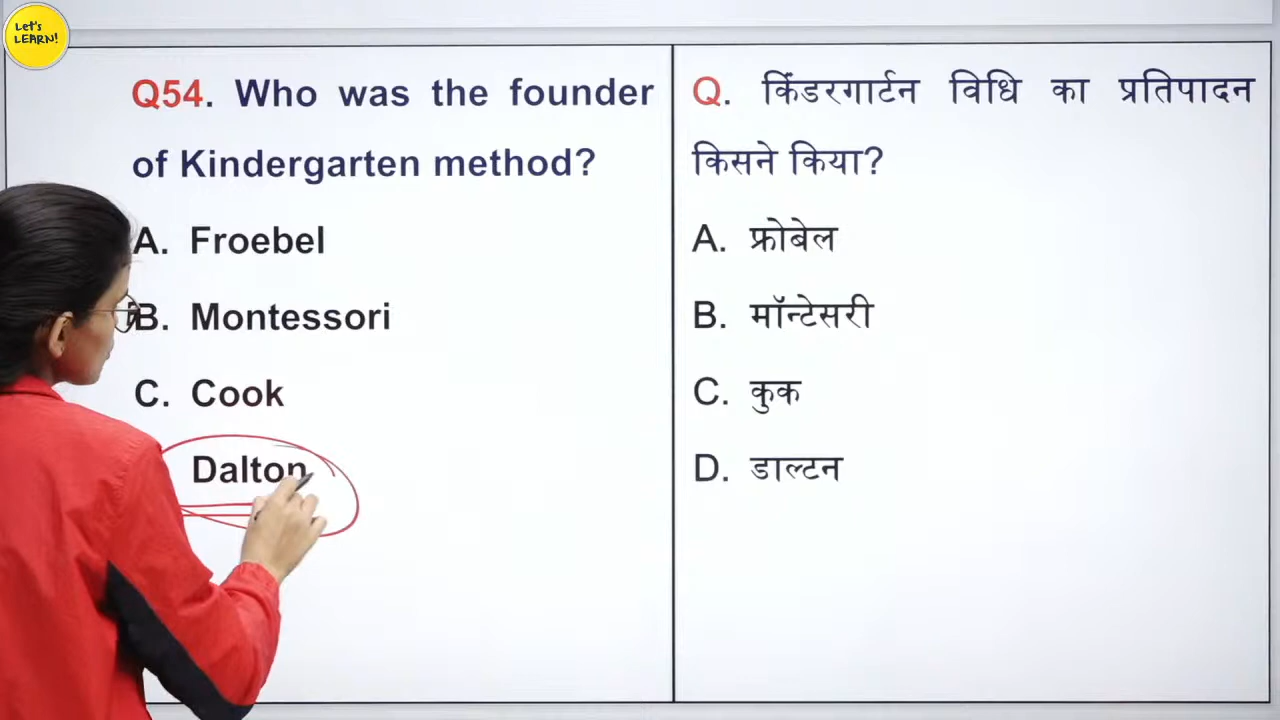 Let's
LEARN!
Q54. Who was the founder
of Kindergarten method?
A. Froebel
B. Montessori
C. Cook
Dalton
Q. किंडरगार्टन विधि का प्रतिपादन
किसने किया?
A. फ्रोबेल
B. मॉन्टेसरी
C. कुक
D. डाल्टन